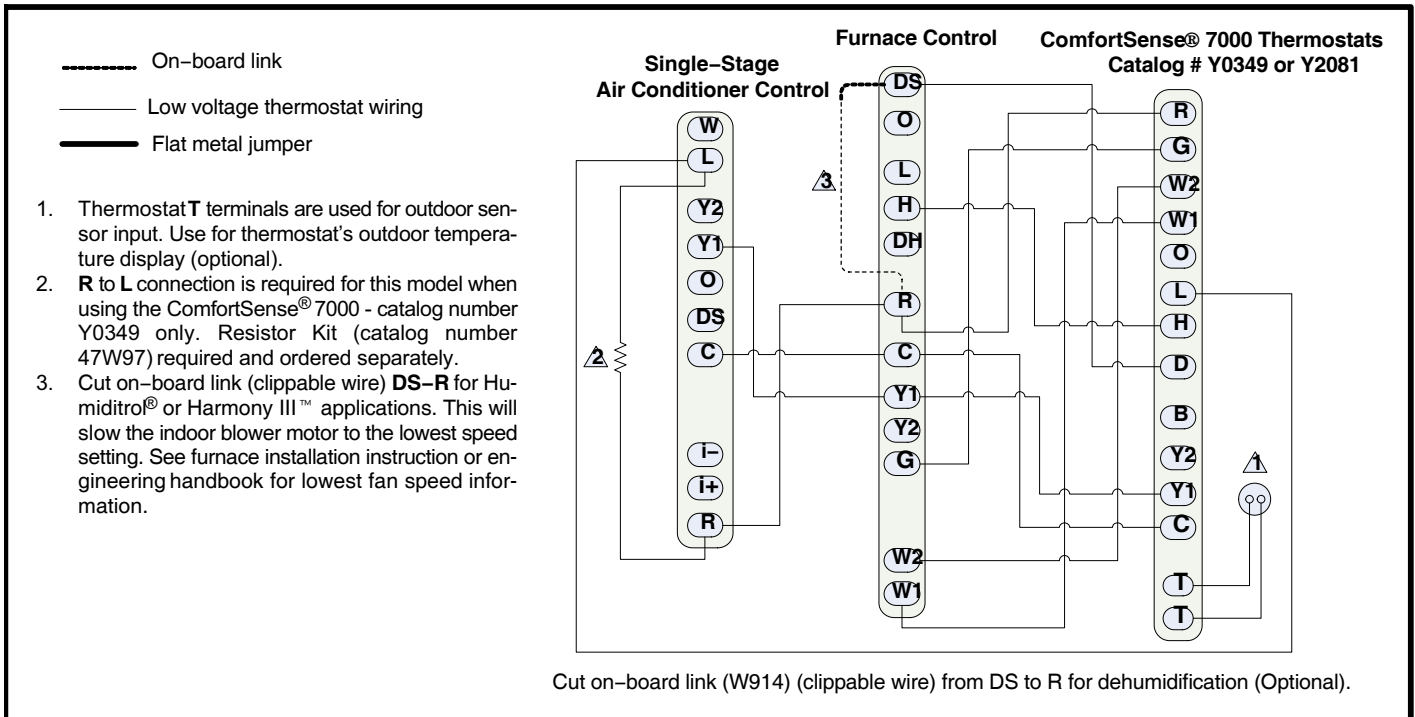 On–board link
Low voltage thermostat wiring
Flat metal jumper
1. Thermostat T terminals are used for outdoor sen-
sor input. Use for thermostat's outdoor tempera-
ture display (optional).
2. R to L connection is required for this model when
using the ComfortSense® 7000 - catalog number
Y0349 only. Resistor Kit (catalog number
47W97) required and ordered separately.
3. Cut on–board link (clippable wire) DS–R for Hu-
miditrol® or Harmony III™ applications. This will
slow the indoor blower motor to the lowest speed
setting. See furnace installation instruction or en-
gineering handbook for lowest fan speed infor-
mation.
Single–Stage
Air Conditioner Control
W
L
Y2
Y1
O
DS
C
i–
i+
R
2
Furnace Control
DS
O
L
H
DH
R
C
Y1
Y2
G
W2
W1
3
ComfortSense® 7000 Thermostats
Catalog # Y0349 or Y2081
R
G
W2
W1
O
L
H
D
B
Y2
Y1
C
T
T
1
Cut on–board link (W914) (clippable wire) from DS to R for dehumidification (Optional).